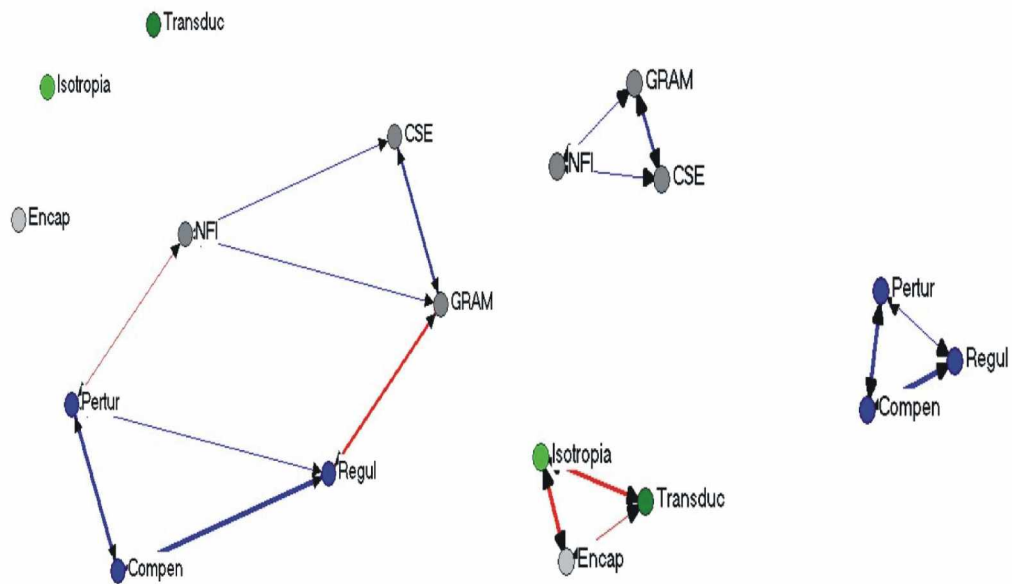 Transduc
Isotropia
CSE
Encap
NFI
GRAM
Pertur
Regul
Compen
GRAM
NFI
CSE
Pertur
Regul
Compen
Isotropia
Transduc
Encap